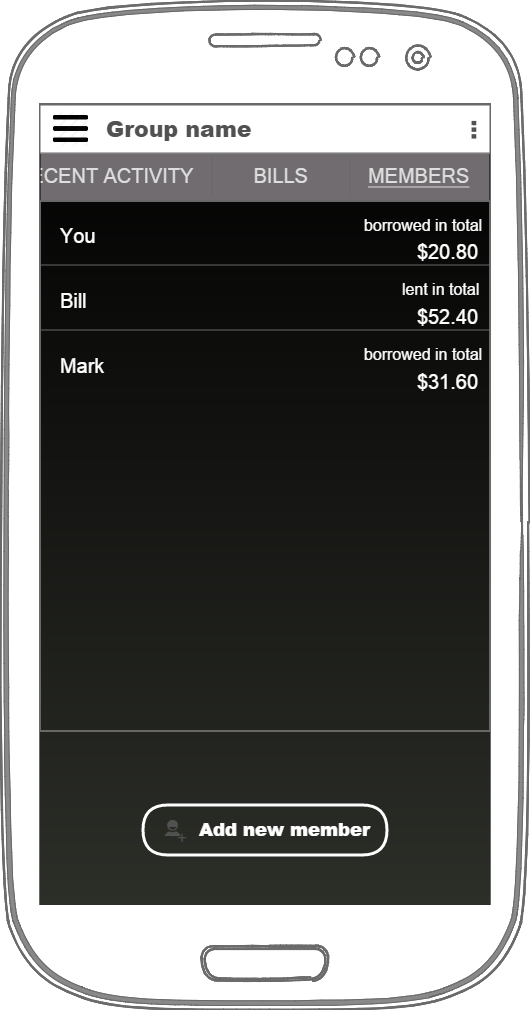 Group name
ECENT ACTIVITY BILLS MEMBERS
You
borrowed in total
$20.80
Bill
lent in total
$52.40
Mark
borrowed in total
$31.60
Add new member